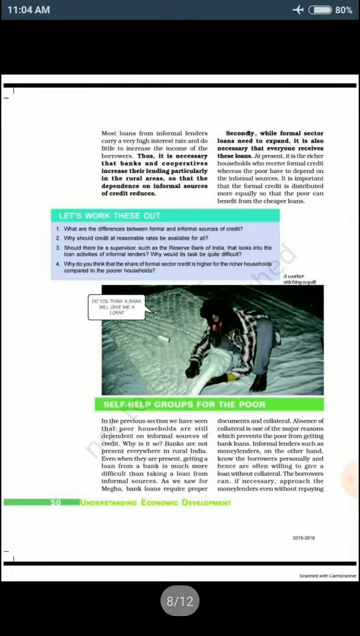 11:04 AM
80%
Most loans from informal lenders
carry a very high interest rate and do
little to increase the income of the
borrowers. Thus, it is necessary
that banks and cooperatives
increase their lending particularly
in the rural areas, so that the
dependence on informal sources
of credit reduces.
Secondly, while formal sector
loans need to expand, it is also
necessary that everyone receives
these loans. At present, it is the richer
households who receive formal credit
whereas the poor have to depend on
the informal sources. It is important
that the formal credit is distributed
more equally so that the poor can
benefit from the cheaper loans.
LET'S WORK THESE OUT
1. What are the differences between formal and informal sources of credit?
2. Why should credit at reasonable rates be available for all?
3. Should there be a supervisor, such as the Reserve Bank of India, that looks into the
loan activities of informal lenders? Why would its task be quite difficult?
4. Why do you think that the share of formal sector credit is higher for the richer households
compared to the poorer households?
A worker
stitching a quilt
DO YOU THINK A BANK
WILL GIVE ME A
LOAN?
SELF-HELP GROUPS FOR THE POOR
In the previous section we have seen
that poor households are still
dependent on informal sources of
credit. Why is it so? Banks are not
present everywhere in rural India.
Even when they are present, getting a
loan from a bank is much more
difficult than taking a loan from
informal sources. As we saw for
Megha, bank loans require proper
documents and collateral. Absence of
collateral is one of the major reasons
which prevents the poor from getting
bank loans. Informal lenders such as
moneylenders, on the other hand,
know the borrowers personally and
hence are often willing to give a
loan without collateral. The borrowers
can, if necessary, approach the
moneylenders even without repaying
50 UNDERSTANDING ECONOMIC DEVELOPMENT
2015-2016
Scanned with CamScanner
8/12